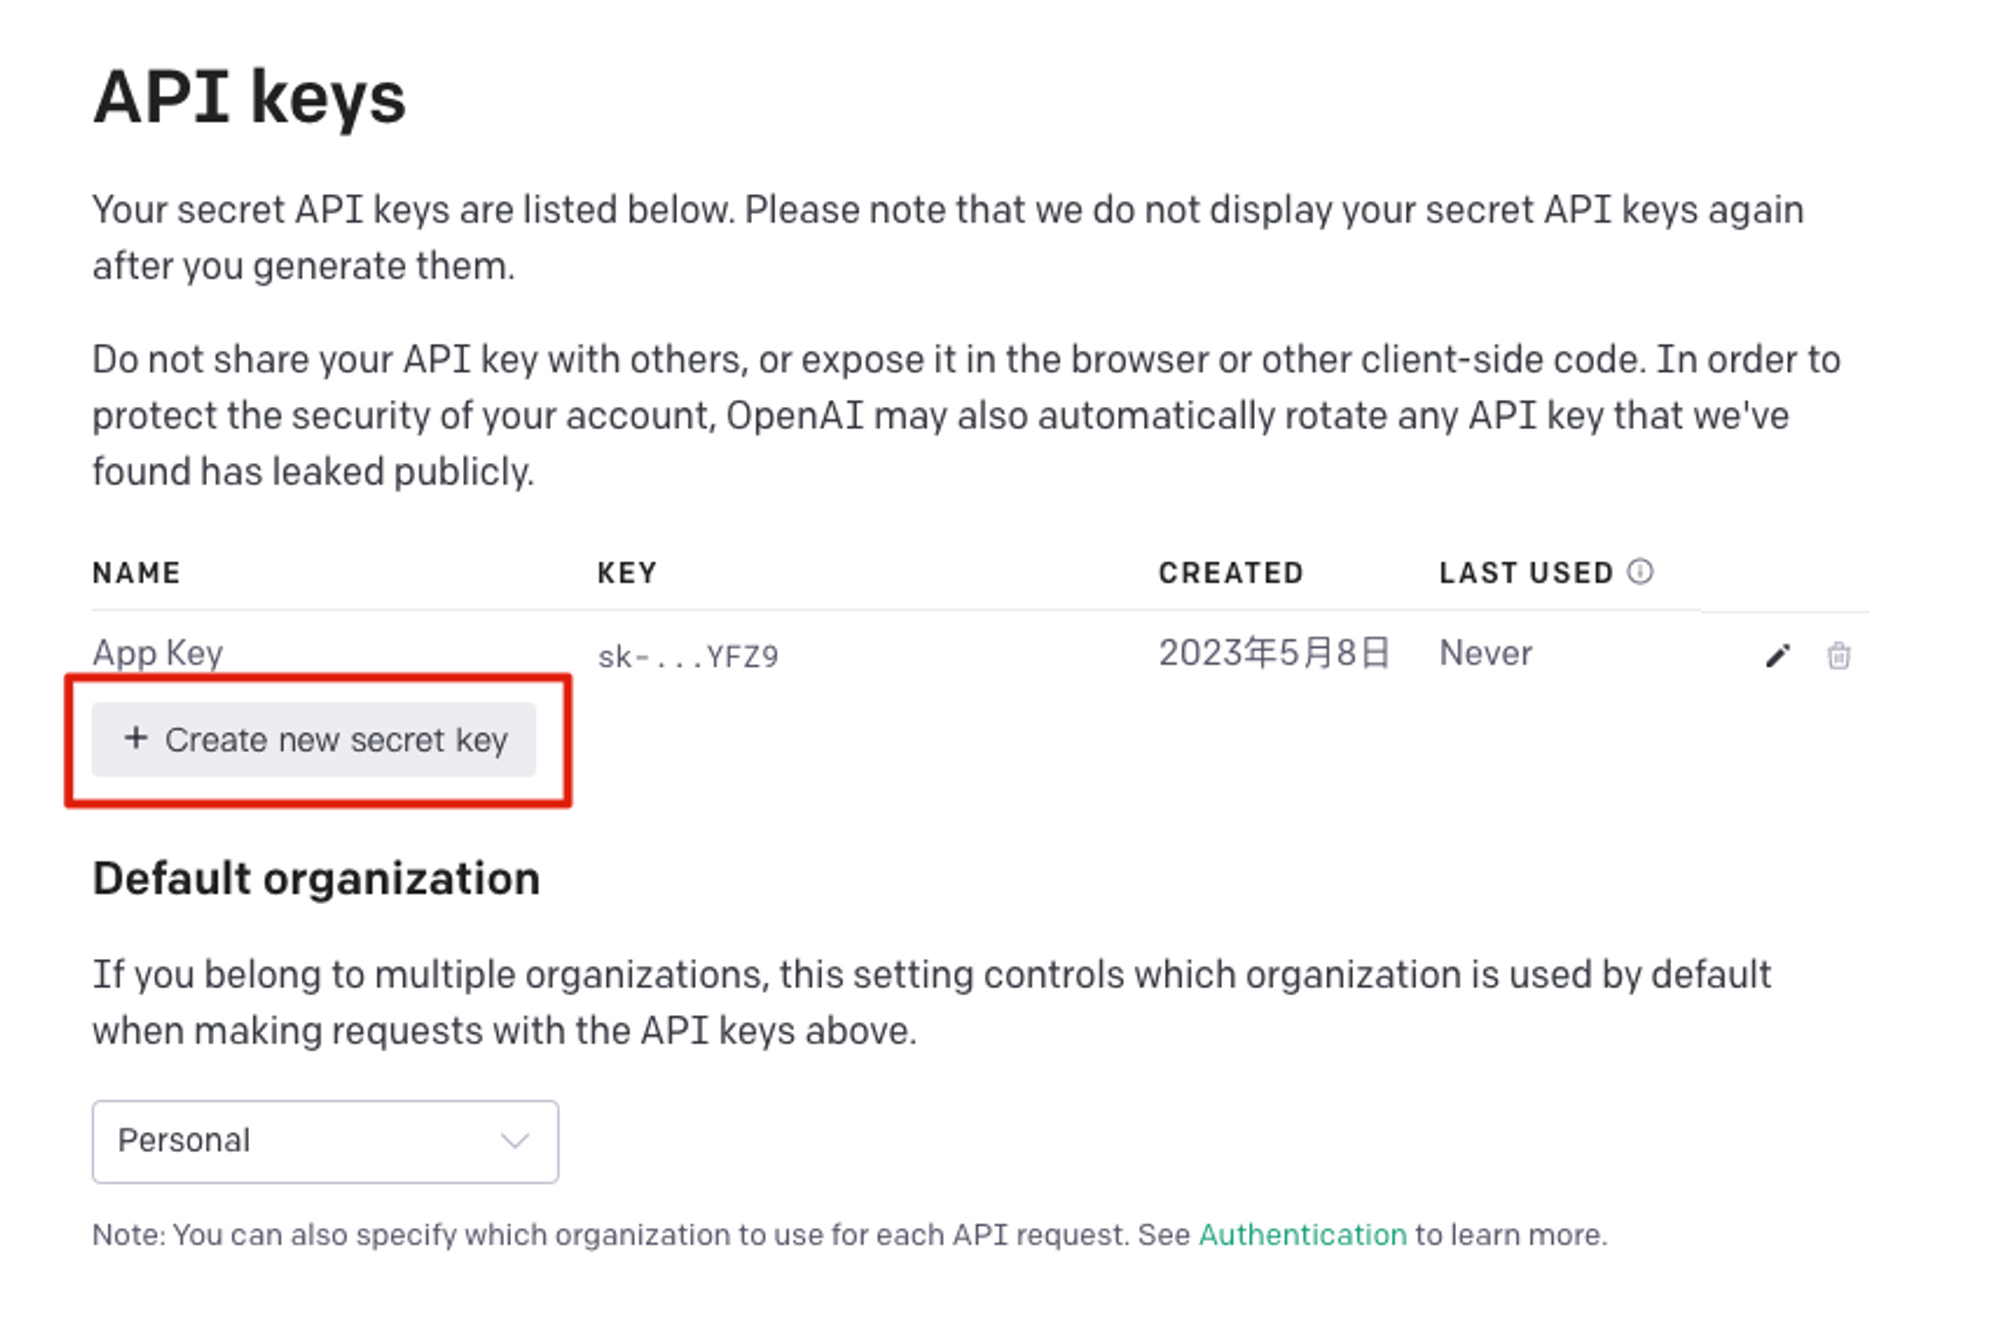 API keys
Your secret API keys are listed below. Please note that we do not display your secret API keys again
after you generate them.
Do not share your API key with others, or expose it in the browser or other client-side code. In order to
protect the security of your account, OpenAI may also automatically rotate any API key that we've
found has leaked publicly.
NAME KEY CREATED LAST USED
App Key sk-...YFZ9 2023年5月8日 Never
+ Create new secret key
Default organization
If you belong to multiple organizations, this setting controls which organization is used by default
when making requests with the API keys above.
Personal
Note: You can also specify which organization to use for each API request. See Authentication to learn more.